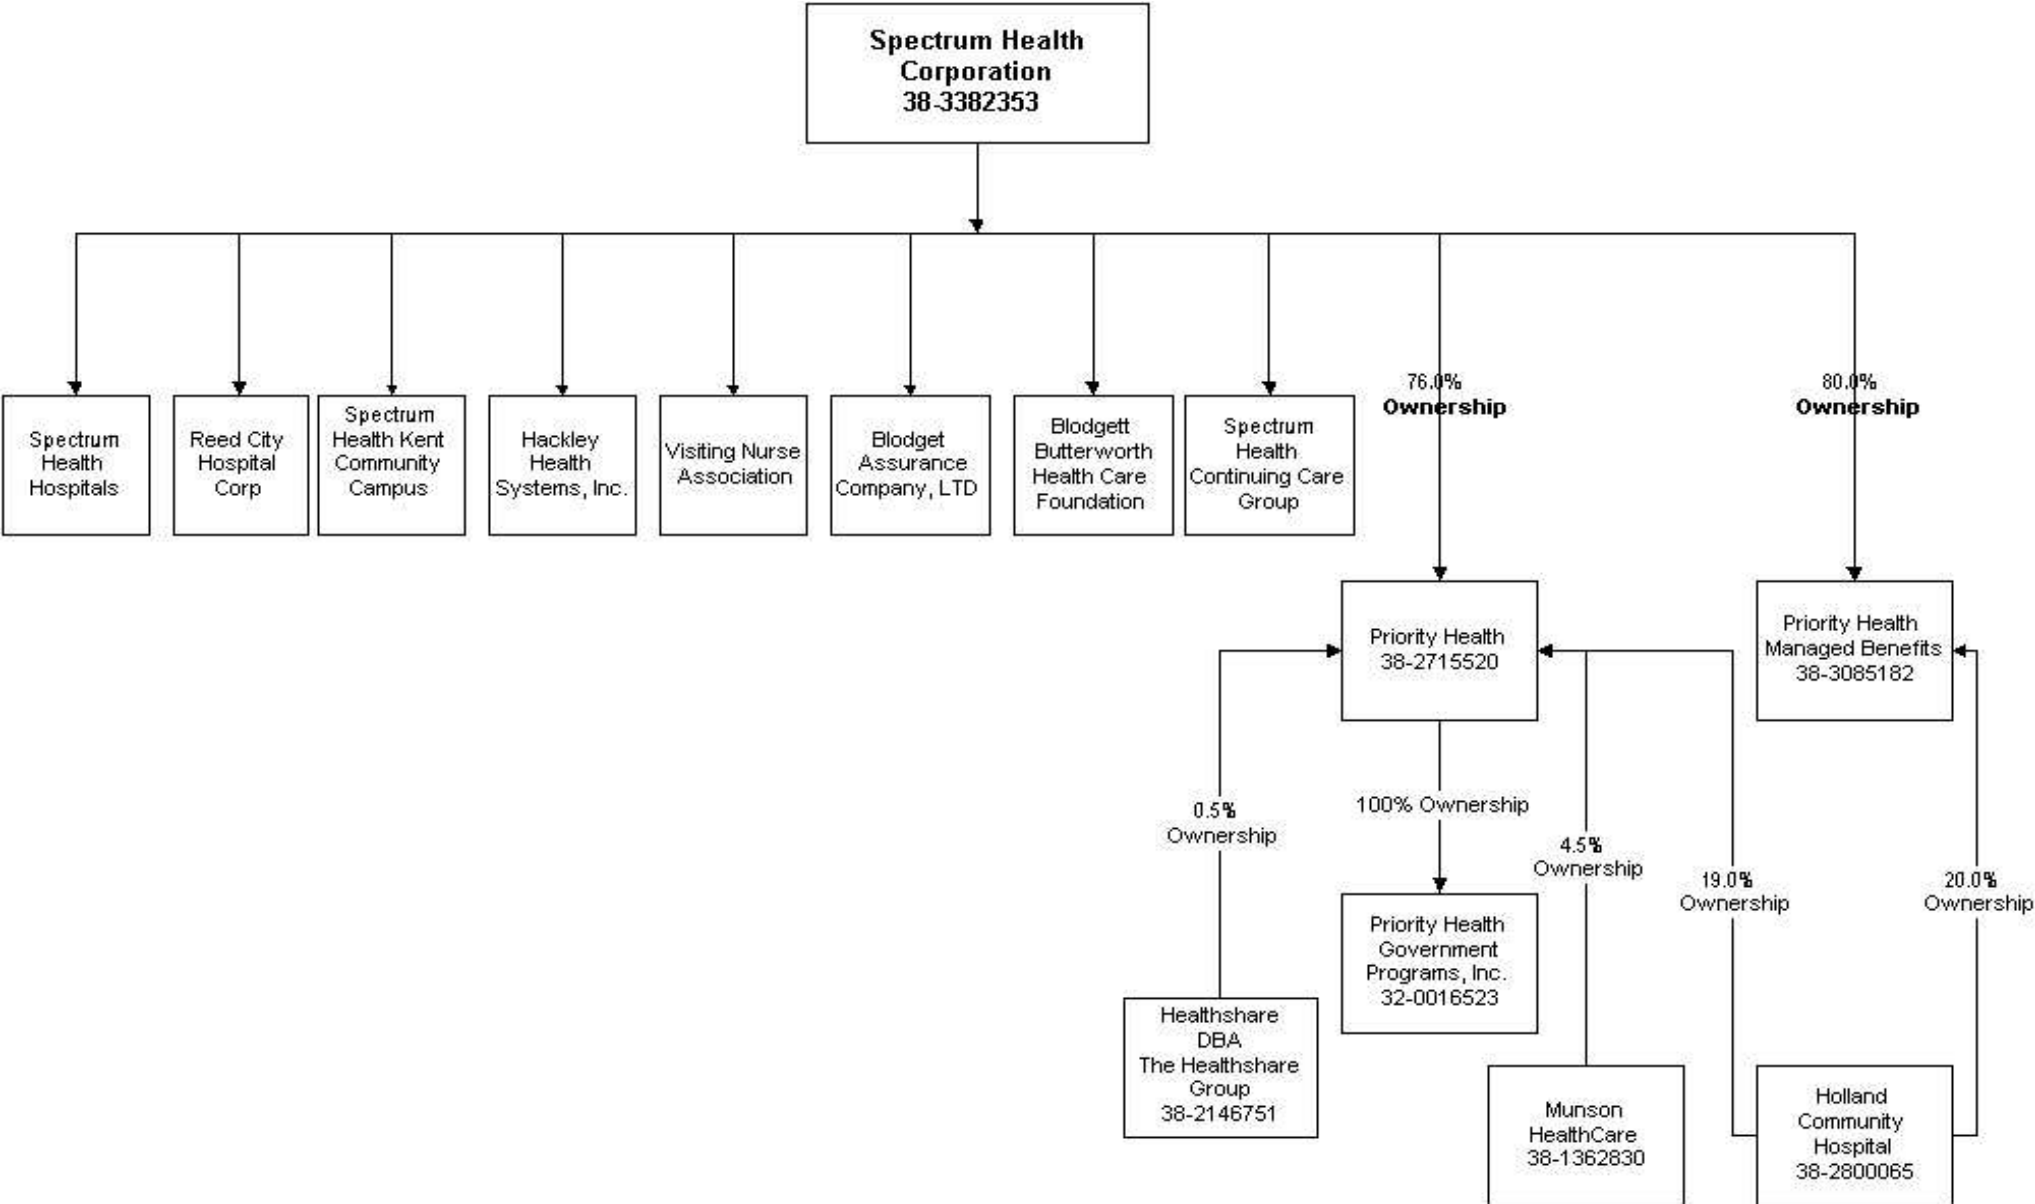 Spectrum Health
Corporation
38-3382353
76.0%
Ownership
80.0%
Ownership
Spectrum
Health
Hospitals
Reed City
Hospital
Corp
Spectrum
Health Kent
Community
Campus
Hackley
Health
Systems, Inc.
Visiting Nurse
Association
Blodget
Assurance
Company, LTD
Blodgett
Butterworth
Health Care
Foundation
Spectrum
Health
Continuing Care
Group
Priority Health
38-2715520
Priority Health
Managed Benefits
38-3085182
0.5%
Ownership
100% Ownership
4.5%
Ownership
19.0%
Ownership
20.0%
Ownership
Priority Health
Government
Programs, Inc.
32-0016523
Healthshare
DBA
The Healthshare
Group
38-2146751
Munson
HealthCare
38-1362830
Holland
Community
Hospital
38-2800065